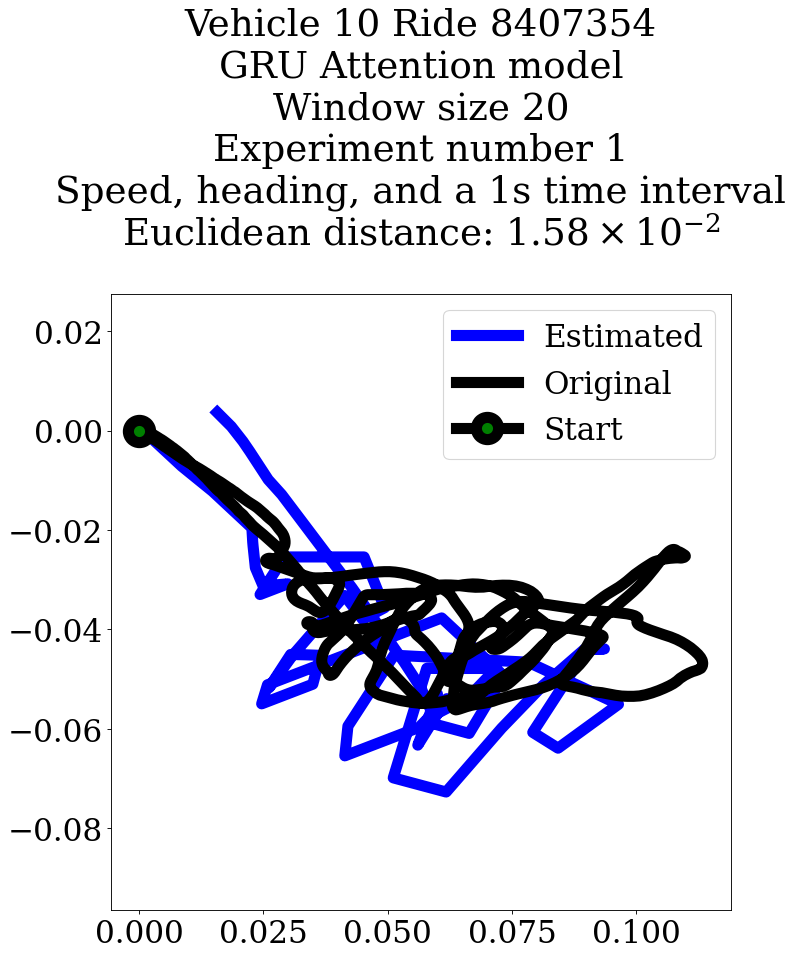 Vehicle 10 Ride 8407354
GRU Attention model
Window size 20
Experiment number 1
Speed, heading, and a 1s time interval
Euclidean distance: 1.58 × 10⁻²
Estimated
Original
Start
0.02
0.00
−0.02
−0.04
−0.06
−0.08
0.000 0.025 0.050 0.075 0.100